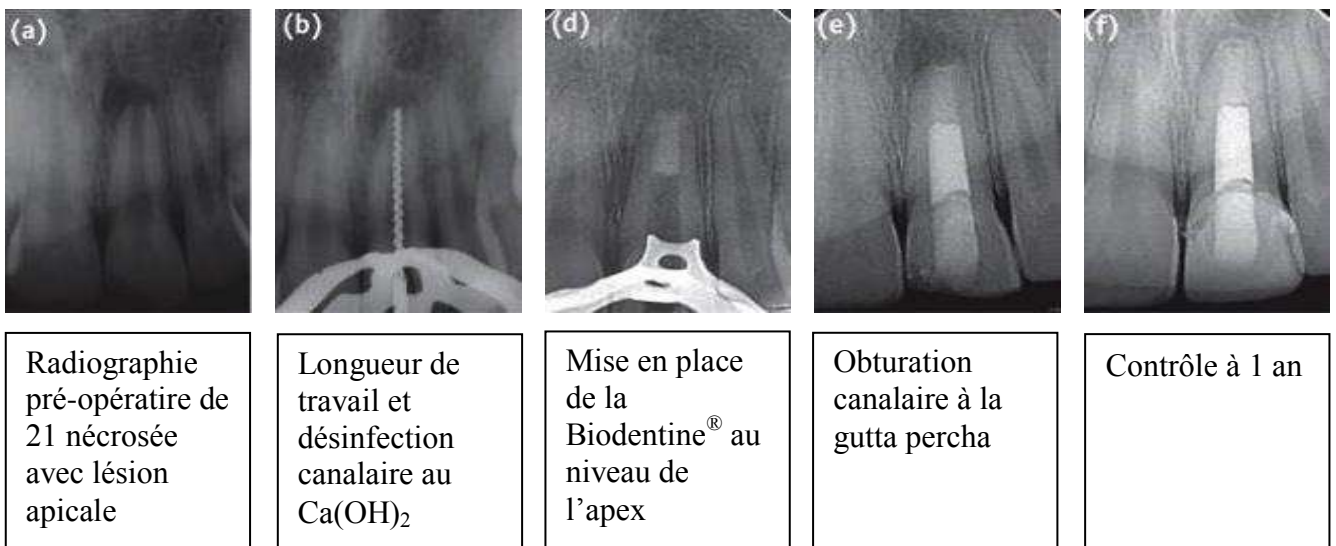 (a)
(b)
(d)
(e)
(f)
Radiographie
pré-opératire de
21 nécrosée
avec lésion
apicale
Longueur de
travail et
désinfection
canalaire au
Ca(OH)₂
Mise en place
de la
Biodentine® au
niveau de
l’apex
Obturation
canalaire à la
gutta percha
Contrôle à 1 an